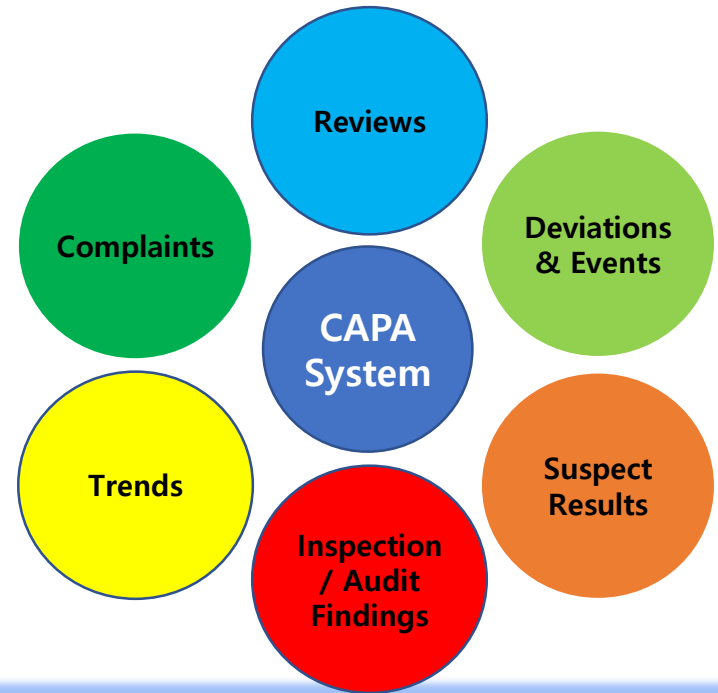 Reviews
Complaints
Deviations
& Events
CAPA
System
Trends
Suspect
Results
Inspection
/ Audit
Findings